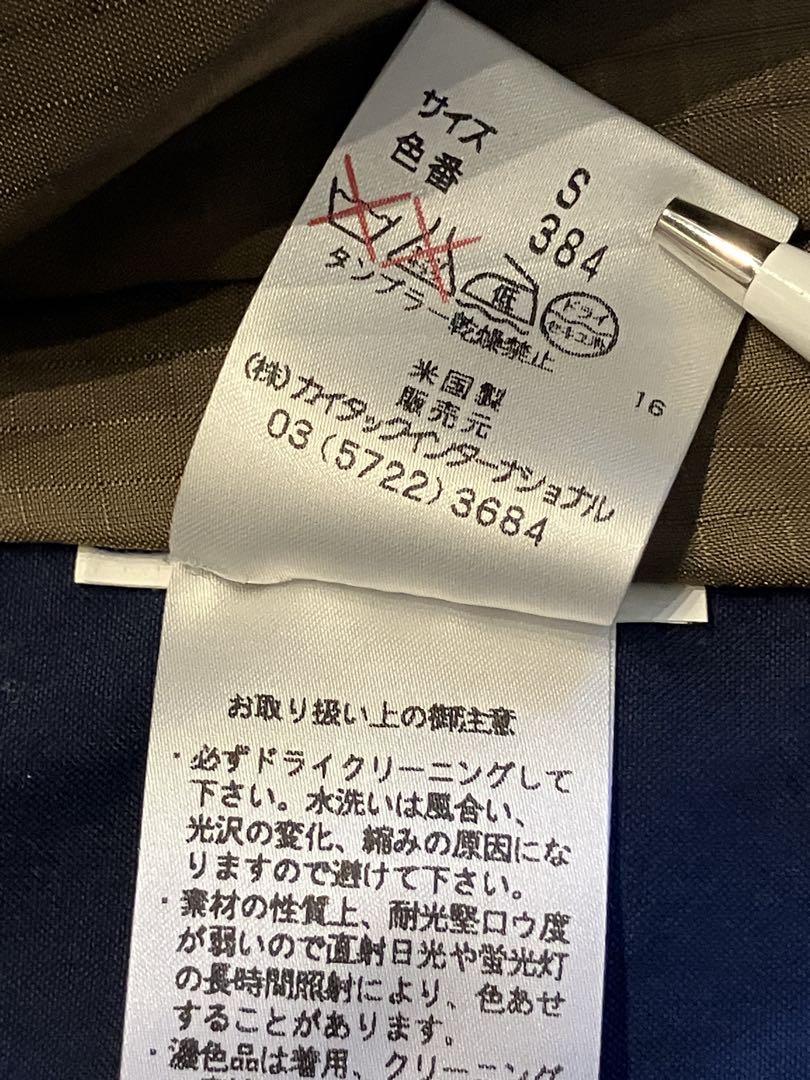 サイズ S
色番 384
低
ドライ
セキユ系
タンブラー乾燥禁止
米国製
販売元
16
(株)カイタックインターナショナル
03(5722)3684
お取り扱い上の御注意
・必ずドライクリーニングして
下さい。水洗いは風合い、
光沢の変化、縮みの原因にな
りますので避けて下さい。
・素材の性質上、耐光堅ロウ度
が弱いので直射日光や蛍光灯
の長時間照射により、色あせ
することがあります。
・濃色品は着用、クリーニング